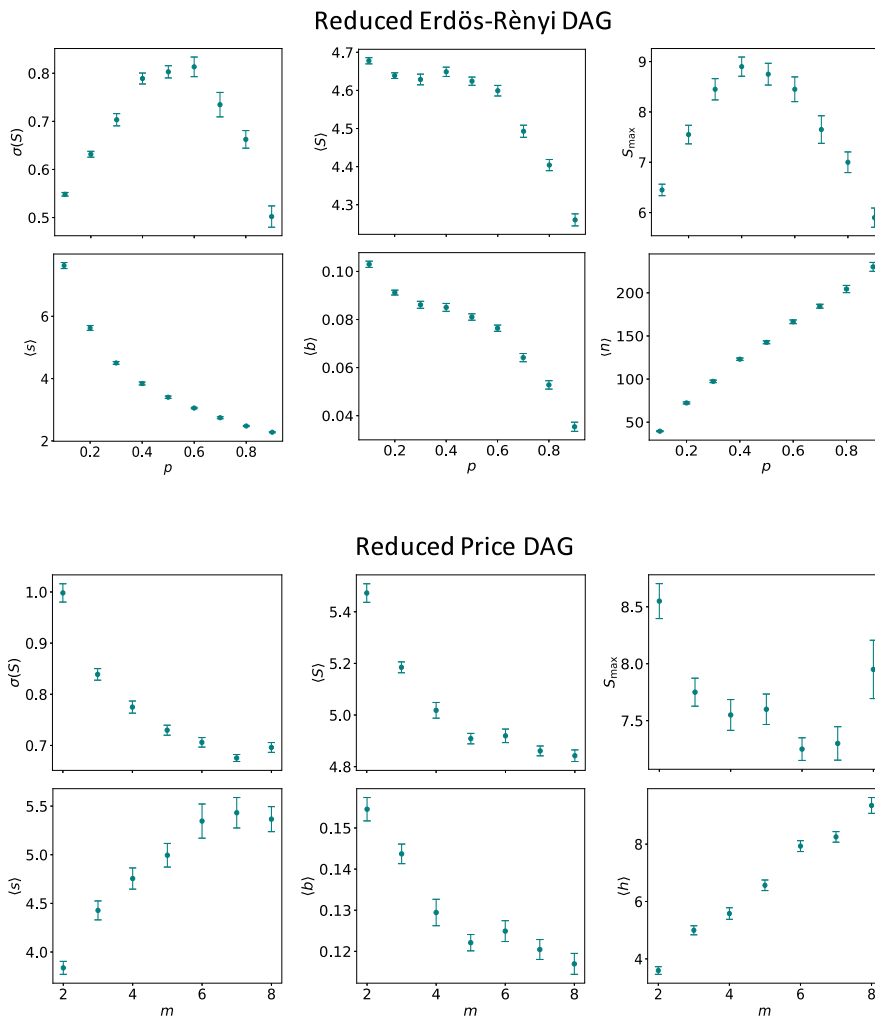 Reduced Erdös-Rènyi DAG
σ(S)
0.8
0.7
0.6
0.5
⟨S⟩
4.7
4.6
4.5
4.4
4.3
S_max
9
8
7
6
⟨s⟩
6
4
2
0.2 0.4 0.6 0.8
p
⟨b⟩
0.10
0.08
0.06
0.04
0.2 0.4 0.6 0.8
p
⟨n⟩
200
150
100
50
0.2 0.4 0.6 0.8
p
Reduced Price DAG
σ(S)
1.0
0.9
0.8
0.7
⟨S⟩
5.4
5.2
5.0
4.8
S_max
8.5
8.0
7.5
⟨s⟩
5.5
5.0
4.5
4.0
2 4 6 8
m
⟨b⟩
0.15
0.14
0.13
0.12
2 4 6 8
m
⟨h⟩
8
6
4
2 4 6 8
m